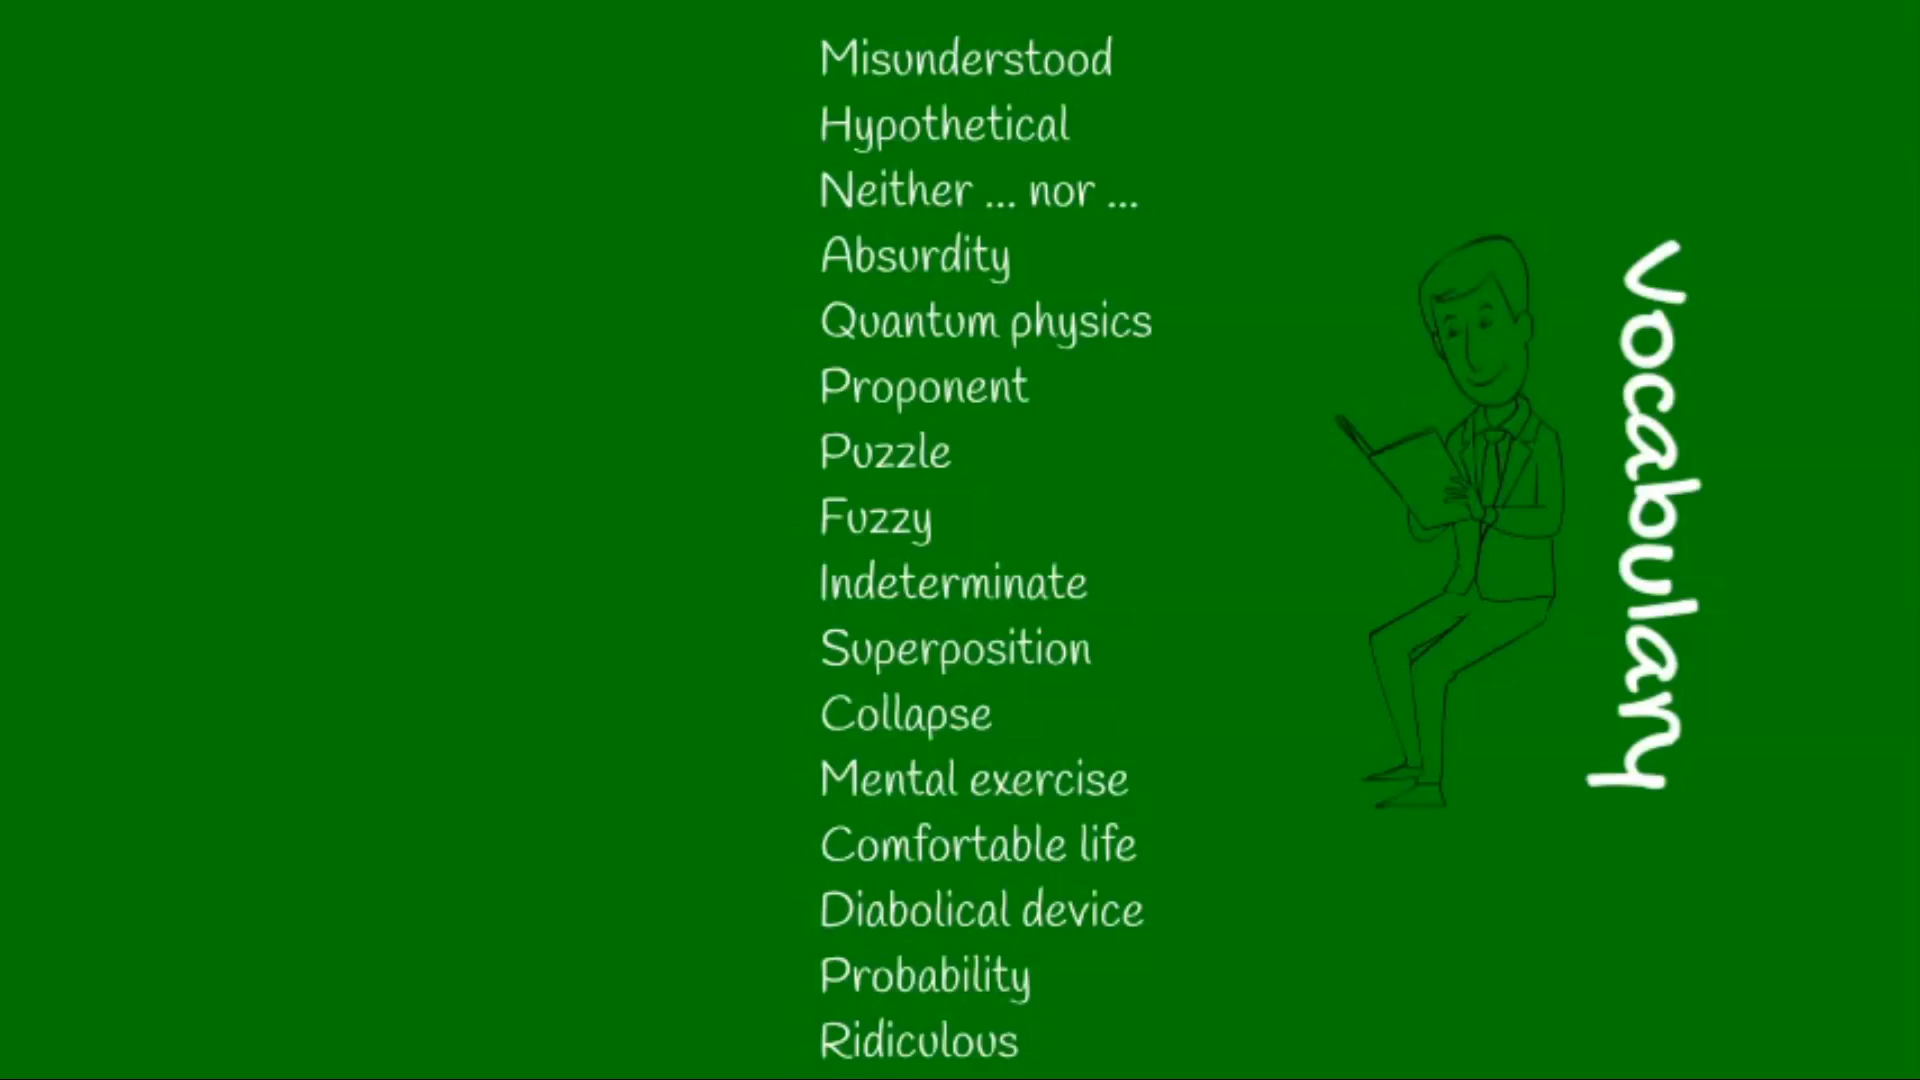 Misunderstood
Hypothetical
Neither ... nor ...
Absurdity
Quantum physics
Proponent
Puzzle
Fuzzy
Indeterminate
Superposition
Collapse
Mental exercise
Comfortable life
Diabolical device
Probability
Ridiculous
Vocabulary